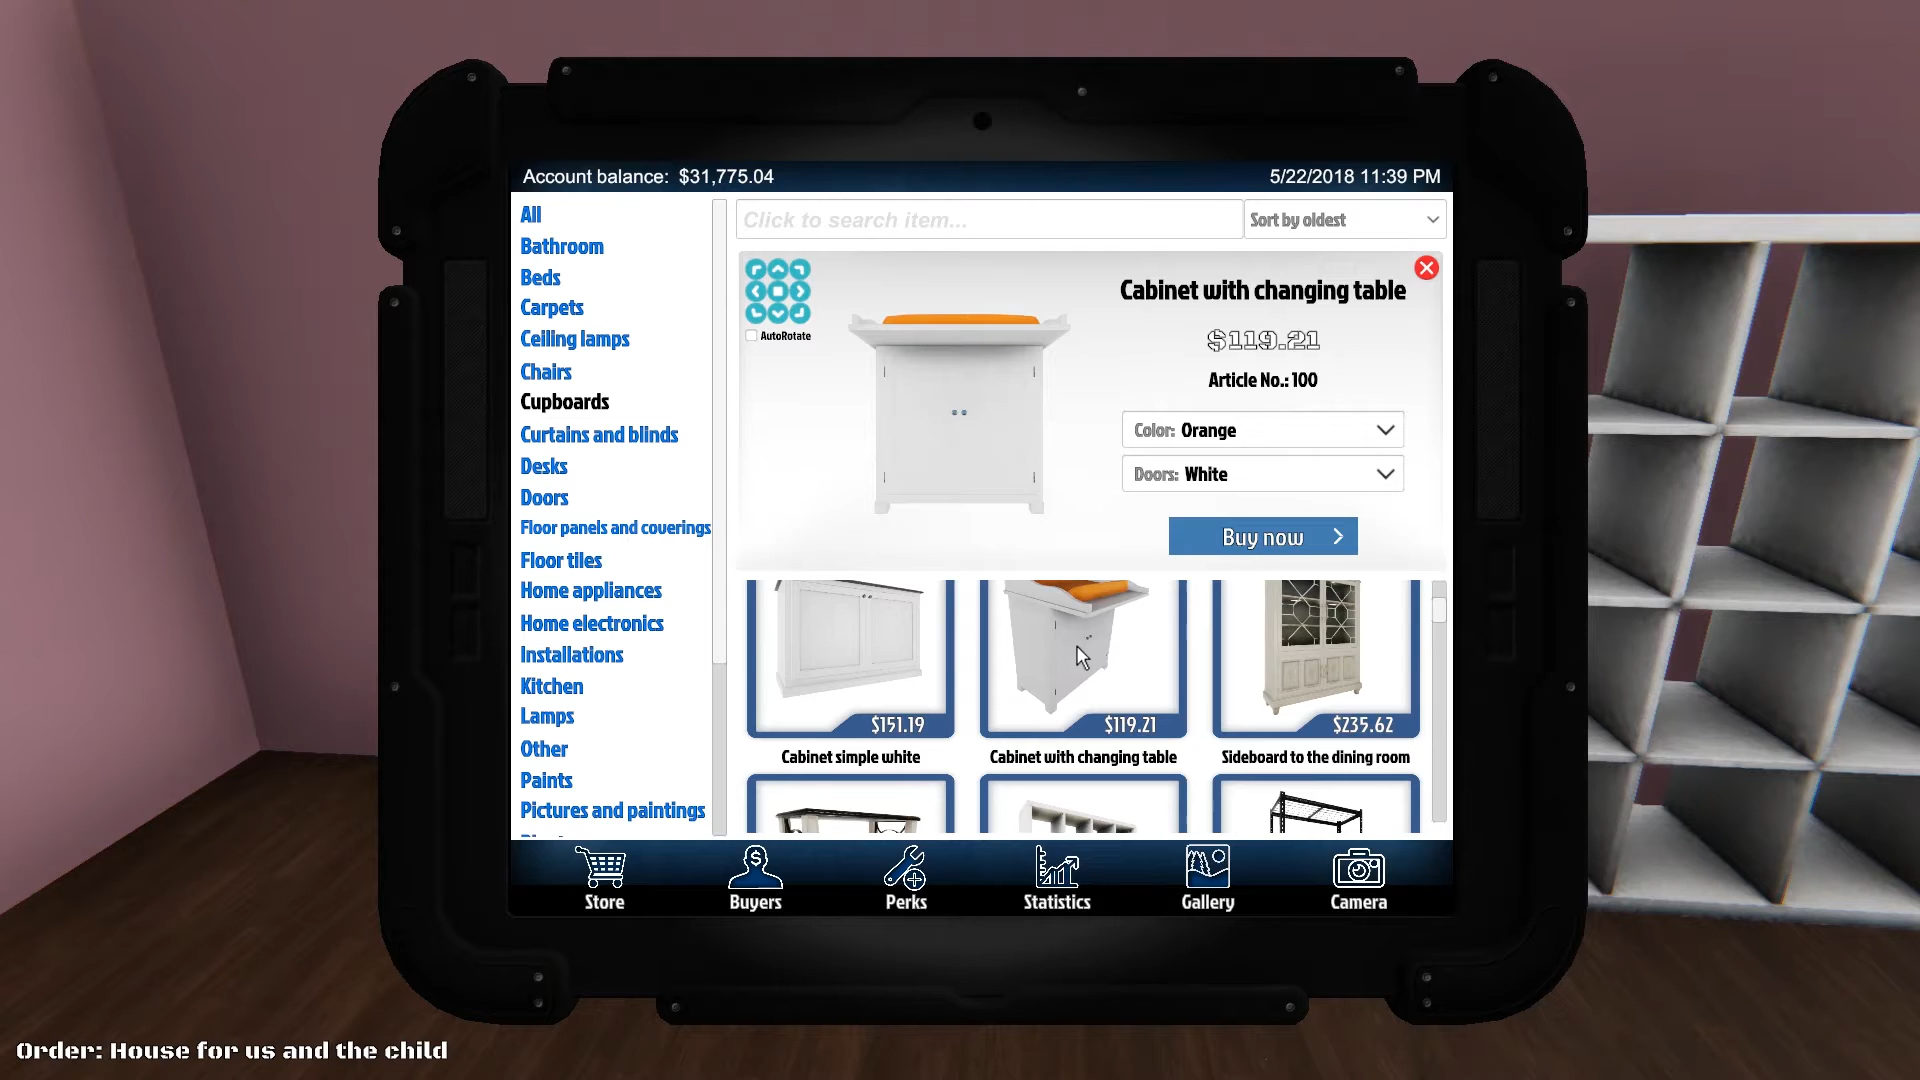 Account balance: $31,775.04
5/22/2018 11:39 PM
All
Bathroom
Beds
Carpets
Ceiling lamps
Chairs
Cupboards
Curtains and blinds
Desks
Doors
Floor panels and coverings
Floor tiles
Home appliances
Home electronics
Installations
Kitchen
Lamps
Other
Paints
Pictures and paintings
Click to search item...
Sort by oldest
AutoRotate
Cabinet with changing table
$119.21
Article No.: 100
Color: Orange
Doors: White
Buy now
$151.19
$119.21
$235.62
Cabinet simple white
Cabinet with changing table
Sideboard to the dining room
Store
Buyers
Perks
Statistics
Gallery
Camera
Order: House for us and the child